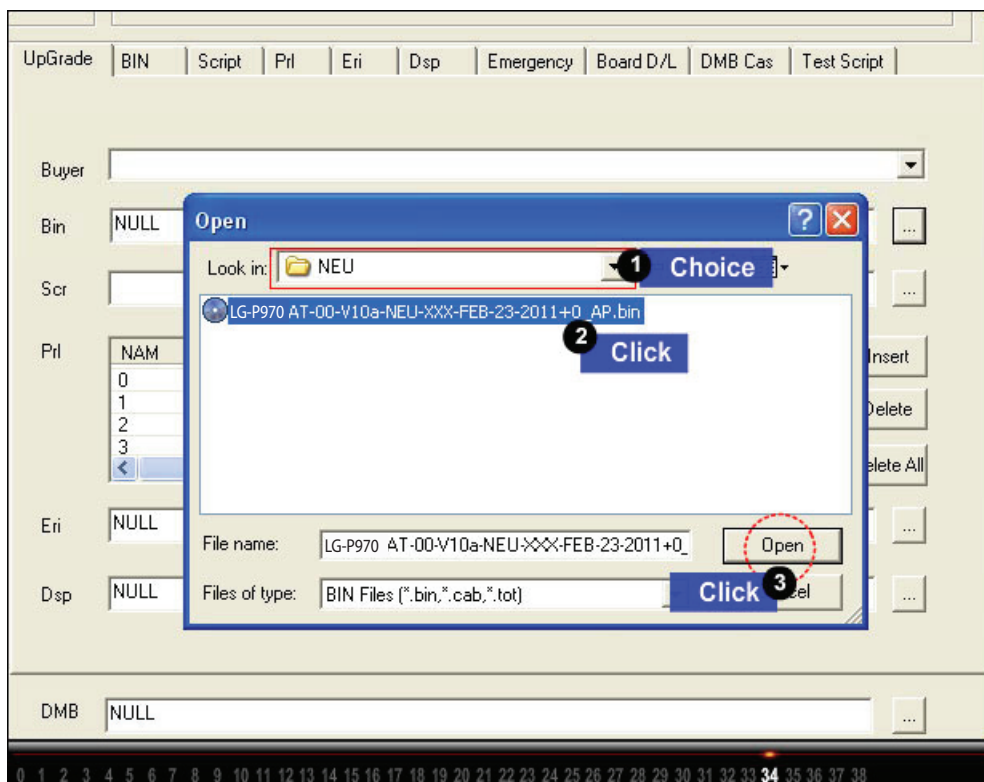 UpGrade BIN Script Prl Eri Dsp Emergency Board D/L DMB Cas Test Script
Buyer
Bin NULL ...
Open ?
Look in: NEU 1 Choice
Scr ...
LG-P970 AT-00-V10a-NEU-XXX-FEB-23-2011+0_AP.bin
2 Click
Prl NAM Insert
0
1
2
3
Delete
elete All
Eri NULL ...
File name: LG-P970 AT-00-V10a-NEU-XXX-FEB-23-2011+0_ Open
Dsp NULL ...
Files of type: BIN Files (*.bin,*.cab,*.tot) Click 3 cel
DMB NULL ...
0 1 2 3 4 5 6 7 8 9 10 11 12 13 14 15 16 17 18 19 20 21 22 23 24 25 26 27 28 29 30 31 32 33 34 35 36 37 38